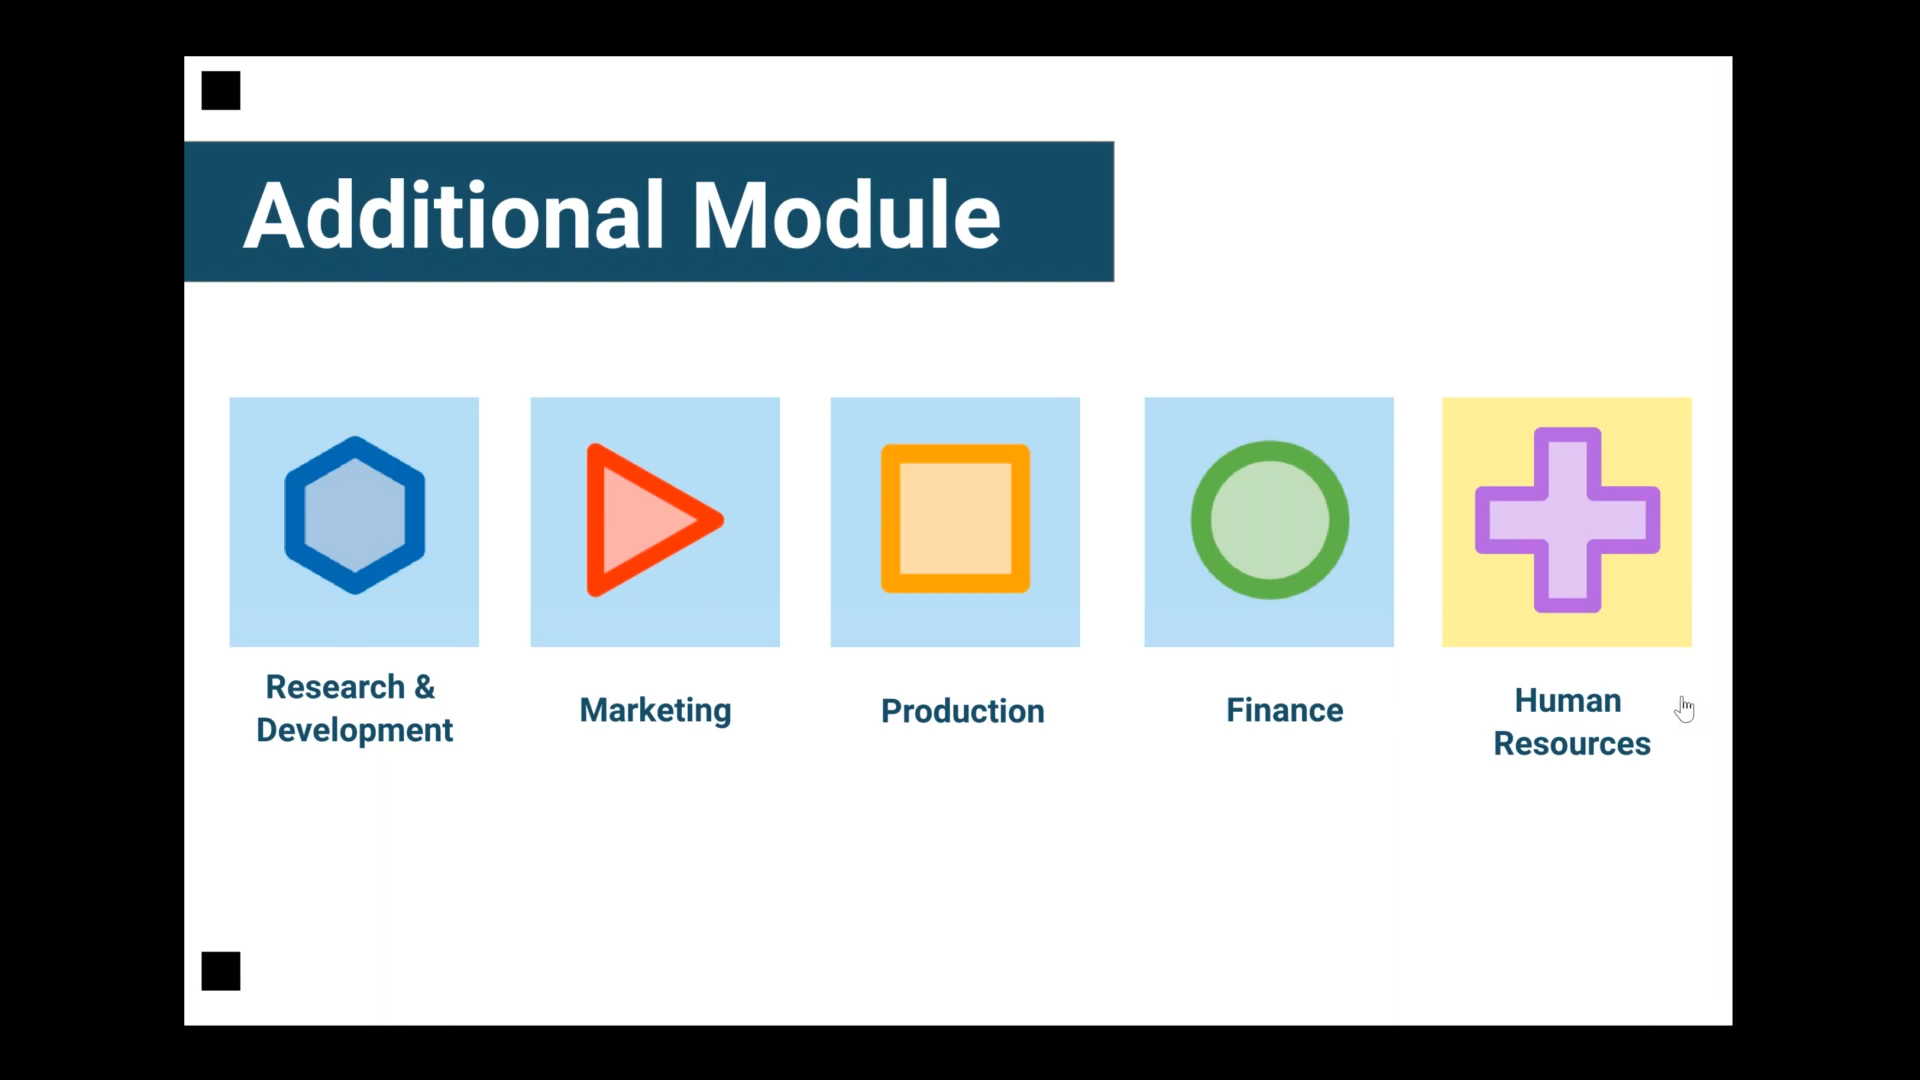 Additional Module
Research &
Development
Marketing
Production
Finance
Human
Resources